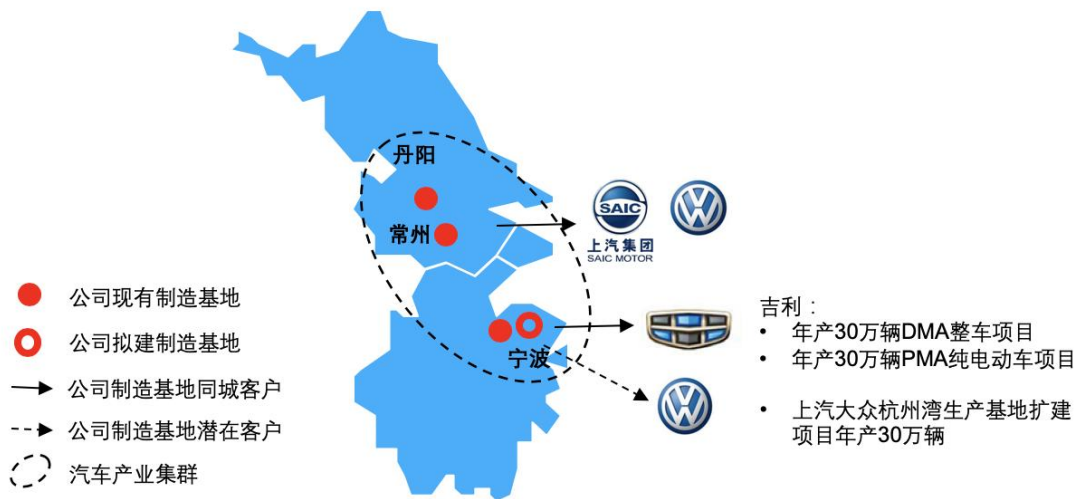 丹阳
常州
SAIC
上汽集团
SAIC MOTOR
公司现有制造基地
公司拟建制造基地
公司制造基地同城客户
公司制造基地潜在客户
汽车产业集群
宁波
吉利：
• 年产30万辆DMA整车项目
• 年产30万辆PMA纯电动车项目
• 上汽大众杭州湾生产基地扩建
项目年产30万辆